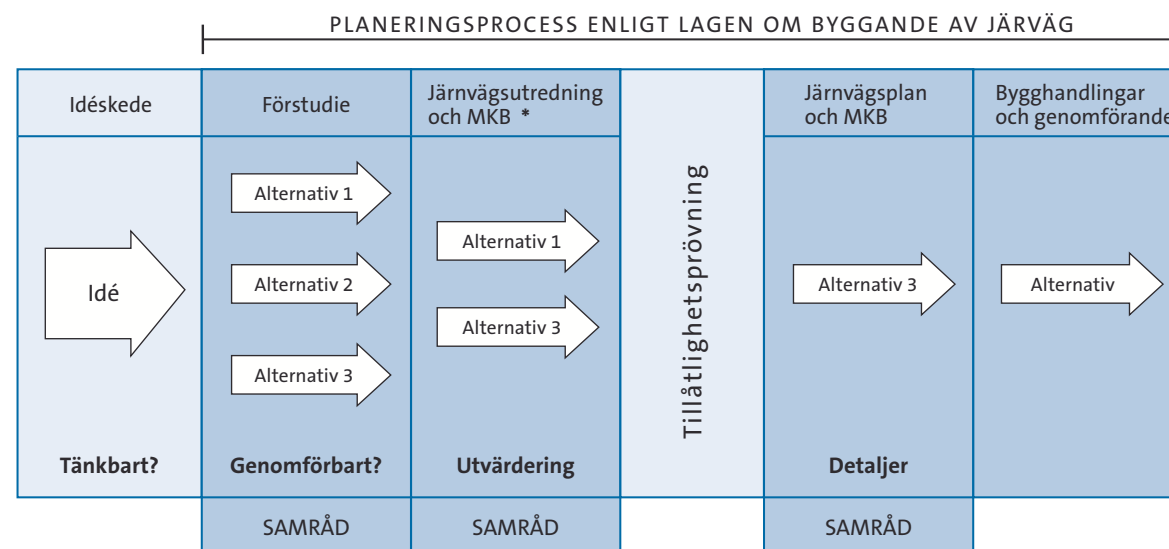 PLANERINGSPROCESS ENLIGT LAGEN OM BYGGANDE AV JÄRVÄG
Idéskede
Förstudie
Järnvägsutredning
och MKB *
Tillåtlighetsprövning
Järnvägsplan
och MKB
Bygghandlingar
och genomförande
Idé
Alternativ 1
Alternativ 2
Alternativ 3
Alternativ 1
Alternativ 3
Alternativ 3
Alternativ
Tänkbart?
Genomförbart?
Utvärdering
Detaljer
SAMRÅD
SAMRÅD
SAMRÅD